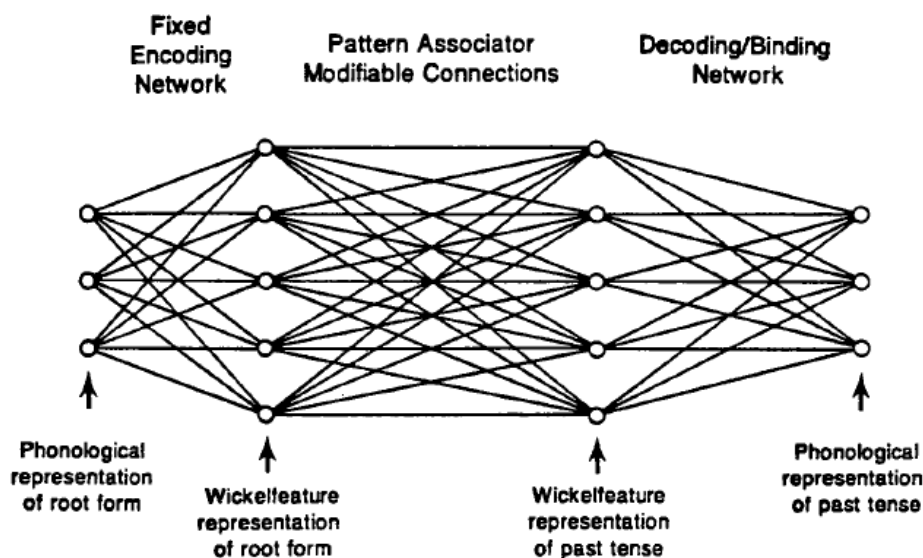 Fixed
Encoding
Network
Pattern Associator
Modifiable Connections
Decoding/Binding
Network
Phonological
representation
of root form
Wickelfeature
representation
of root form
Wickelfeature
representation
of past tense
Phonological
representation
of past tense